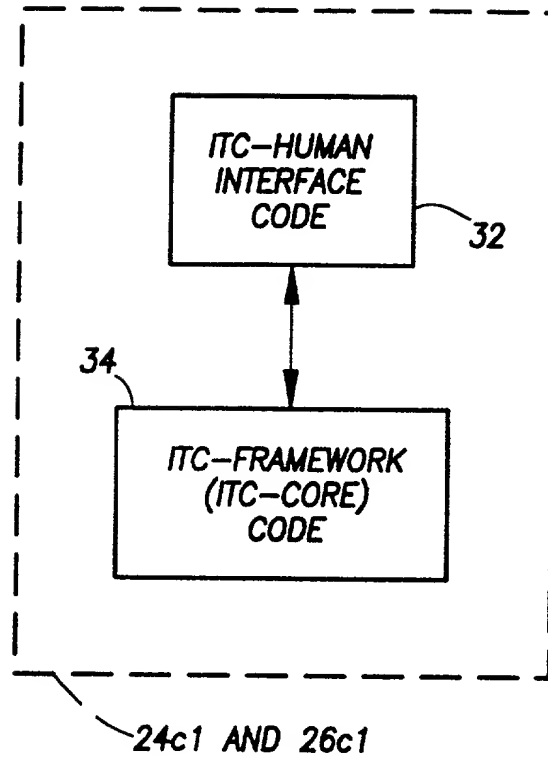 ITC-HUMAN
INTERFACE
CODE
32
34
ITC-FRAMEWORK
(ITC-CORE)
CODE
24c1 AND 26c1